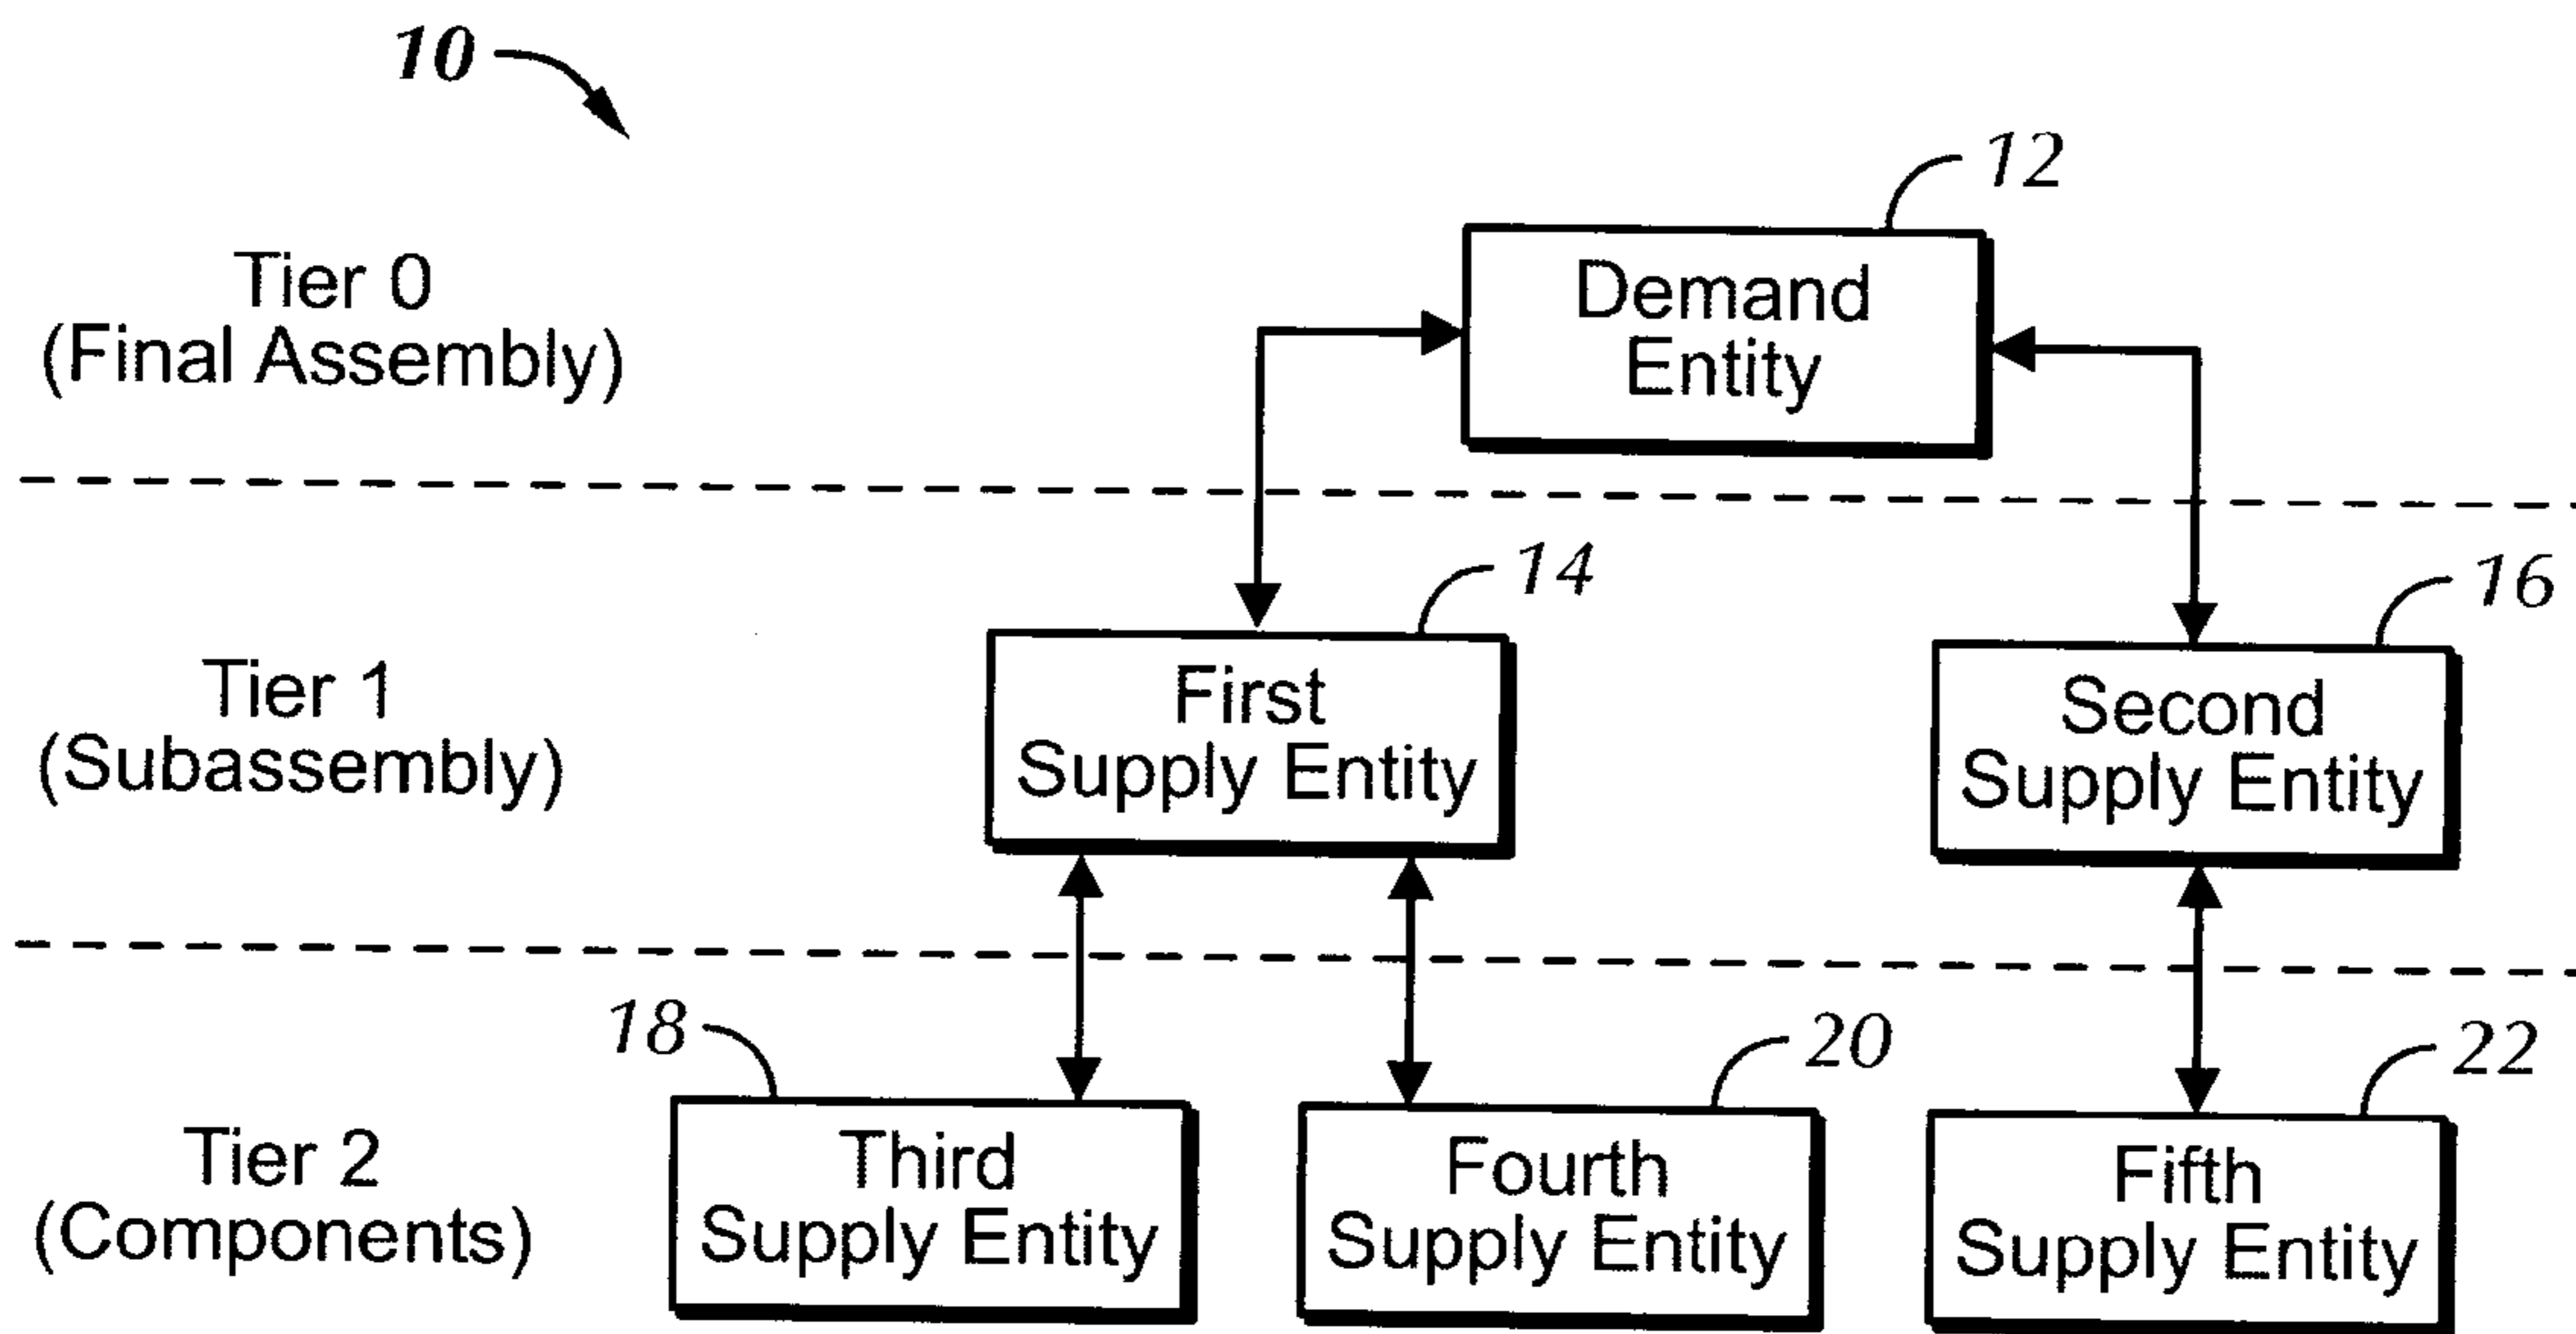 10
12
Tier 0
(Final Assembly)
Demand
Entity
14
16
Tier 1
(Subassembly)
First
Supply Entity
Second
Supply Entity
18
20
22
Tier 2
(Components)
Third
Supply Entity
Fourth
Supply Entity
Fifth
Supply Entity